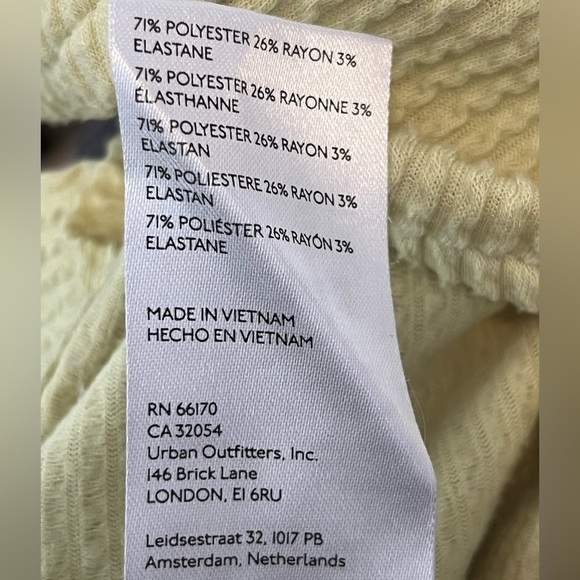 71% POLYESTER 26% RAYON 3%
ELASTANE
71% POLYESTER 26% RAYONNE 3%
ÉLASTHANNE
71% POLYESTER 26% RAYON 3%
ELASTAN
71% POLIESTERE 26% RAYON 3%
ELASTAN
71% POLIÉSTER 26% RAYÓN 3%
ELASTANE
MADE IN VIETNAM
HECHO EN VIETNAM
RN 66170
CA 32054
Urban Outfitters, Inc.
146 Brick Lane
LONDON, E1 6RU
Leidsestraat 32, 1017 PB
Amsterdam, Netherlands